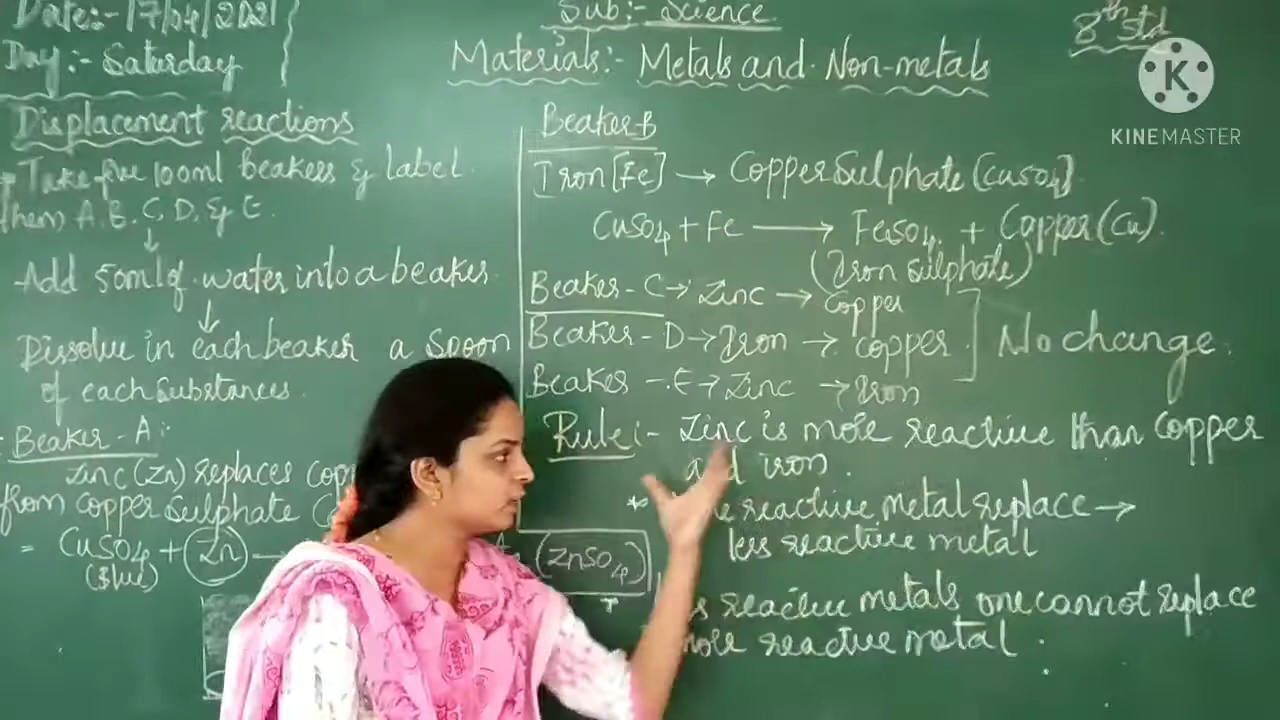 Date:- 17/04/2021
Day:- Saturday
Sub:- Science
8th std
Materials:- Metals and Non-metals
KINEMASTER
Displacement reactions
Take five 100ml beakers & label
them A, B, C, D, & E.
↓
Add 50ml of water into a beaker
↓
Dissolve in each beaker a spoon
of each substances.
Beaker - A:
Zinc (Zn) replaces
from copper sulphate
= CuSO4 + Zn
(Blue)
(ZnSO4)
Beaker B
Iron [Fe] → Copper Sulphate [CuSO4]
CuSO4 + Fe → FeSO4 + Copper (Cu).
(Iron sulphate)
Beaker - C → Zinc → Copper
Beaker - D → Iron → copper
Beaker - E → Zinc → Iron
No change.
Rule:- Zinc is more reactive than Copper
and iron.
* reactive metal replace →
less reactive metal
reactive metals one cannot replace
more reactive metal.